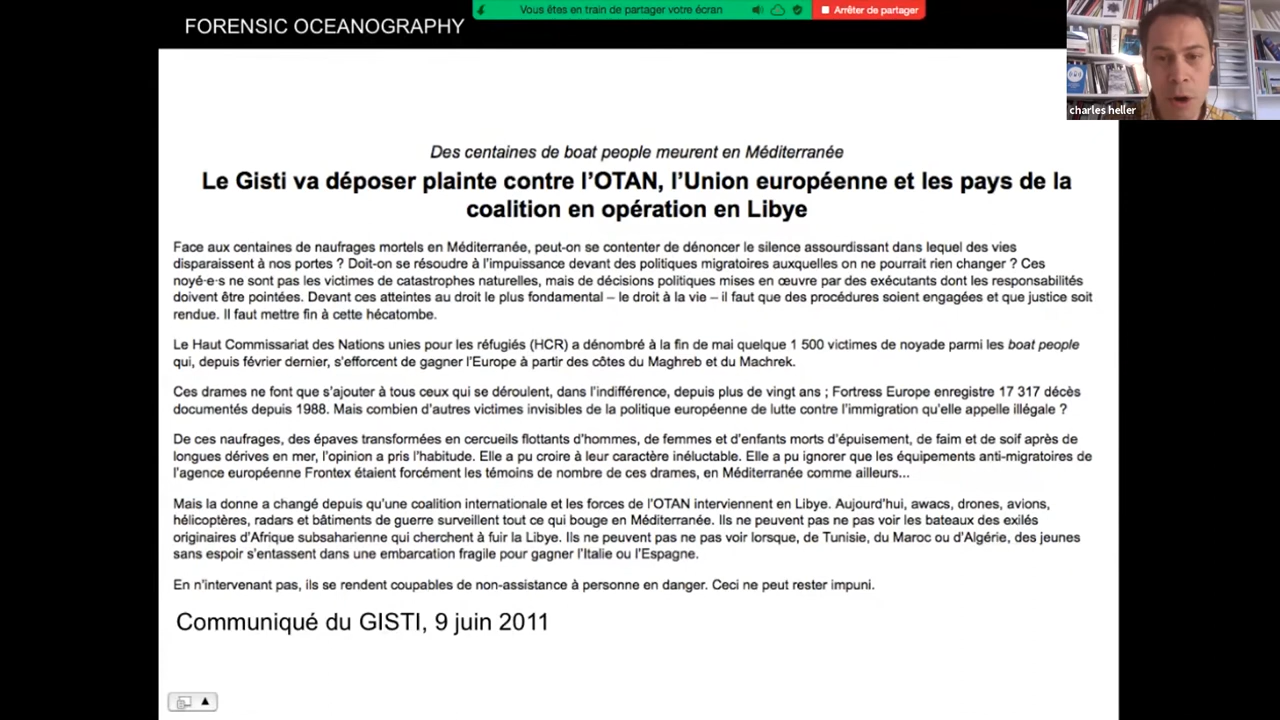 FORENSIC OCEANOGRAPHY
Vous êtes en train de partager votre écran
Arrêter de partager
charles heller
Des centaines de boat people meurent en Méditerranée
Le Gisti va déposer plainte contre l’OTAN, l’Union européenne et les pays de la
coalition en opération en Libye
Face aux centaines de naufrages mortels en Méditerranée, peut-on se contenter de dénoncer le silence assourdissant dans lequel des vies
disparaissent à nos portes ? Doit-on se résoudre à l’impuissance devant des politiques migratoires auxquelles on ne pourrait rien changer ? Ces
noyé·e·s ne sont pas les victimes de catastrophes naturelles, mais de décisions politiques mises en œuvre par des exécutants dont les responsabilités
doivent être pointées. Devant ces atteintes au droit le plus fondamental – le droit à la vie – il faut que des procédures soient engagées et que justice soit
rendue. Il faut mettre fin à cette hécatombe.
Le Haut Commissariat des Nations unies pour les réfugiés (HCR) a dénombré à la fin de mai quelque 1 500 victimes de noyade parmi les boat people
qui, depuis février dernier, s’efforcent de gagner l’Europe à partir des côtes du Maghreb et du Machrek.
Ces drames ne font que s’ajouter à tous ceux qui se déroulent, dans l’indifférence, depuis plus de vingt ans ; Fortress Europe enregistre 17 317 décès
documentés depuis 1988. Mais combien d’autres victimes invisibles de la politique européenne de lutte contre l’immigration qu’elle appelle illégale ?
De ces naufrages, des épaves transformées en cercueils flottants d’hommes, de femmes et d’enfants morts d’épuisement, de faim et de soif après de
longues dérives en mer, l’opinion a pris l’habitude. Elle a pu croire à leur caractère inéluctable. Elle a pu ignorer que les équipements anti-migratoires de
l’agence européenne Frontex étaient forcément les témoins de nombre de ces drames, en Méditerranée comme ailleurs...
Mais la donne a changé depuis qu’une coalition internationale et les forces de l’OTAN interviennent en Libye. Aujourd’hui, awacs, drones, avions,
hélicoptères, radars et bâtiments de guerre surveillent tout ce qui bouge en Méditerranée. Ils ne peuvent pas ne pas voir les bateaux des exilés
originaires d’Afrique subsaharienne qui cherchent à fuir la Libye. Ils ne peuvent pas ne pas voir lorsque, de Tunisie, du Maroc ou d’Algérie, des jeunes
sans espoir s’entassent dans une embarcation fragile pour gagner l’Italie ou l’Espagne.
En n’intervenant pas, ils se rendent coupables de non-assistance à personne en danger. Ceci ne peut rester impuni.
Communiqué du GISTI, 9 juin 2011